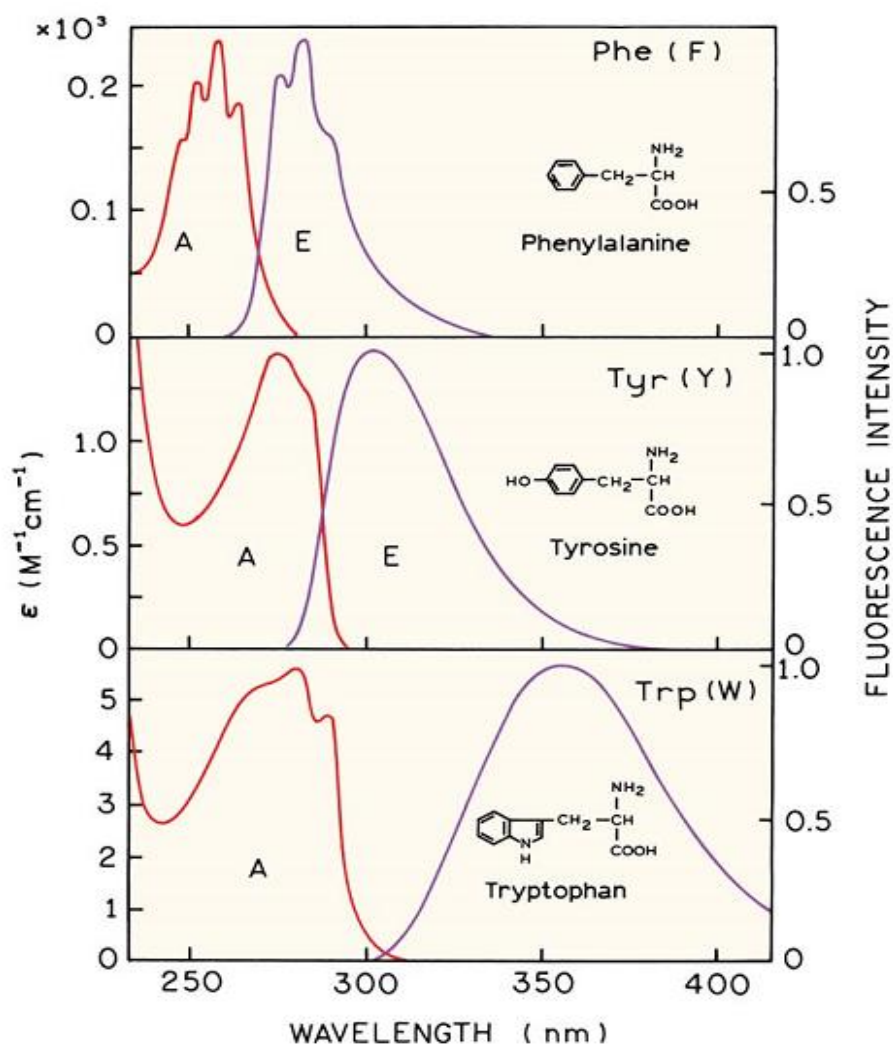 ×10³
Phe (F)
0.2
NH₂
CH₂
CH
COOH
0.5
0.1
A
E
Phenylalanine
0
0
Tyr (Y)
1.0
1.0
NH₂
HO
CH₂
CH
COOH
0.5
0.5
Tyrosine
A
E
0
0
Trp (W)
1.0
5
4
NH₂
3
CH₂
CH
0.5
COOH
N
H
2
A
Tryptophan
1
0
0
250
300
350
400
WAVELENGTH (nm)
ε (M⁻¹cm⁻¹)
FLUORESCENCE INTENSITY